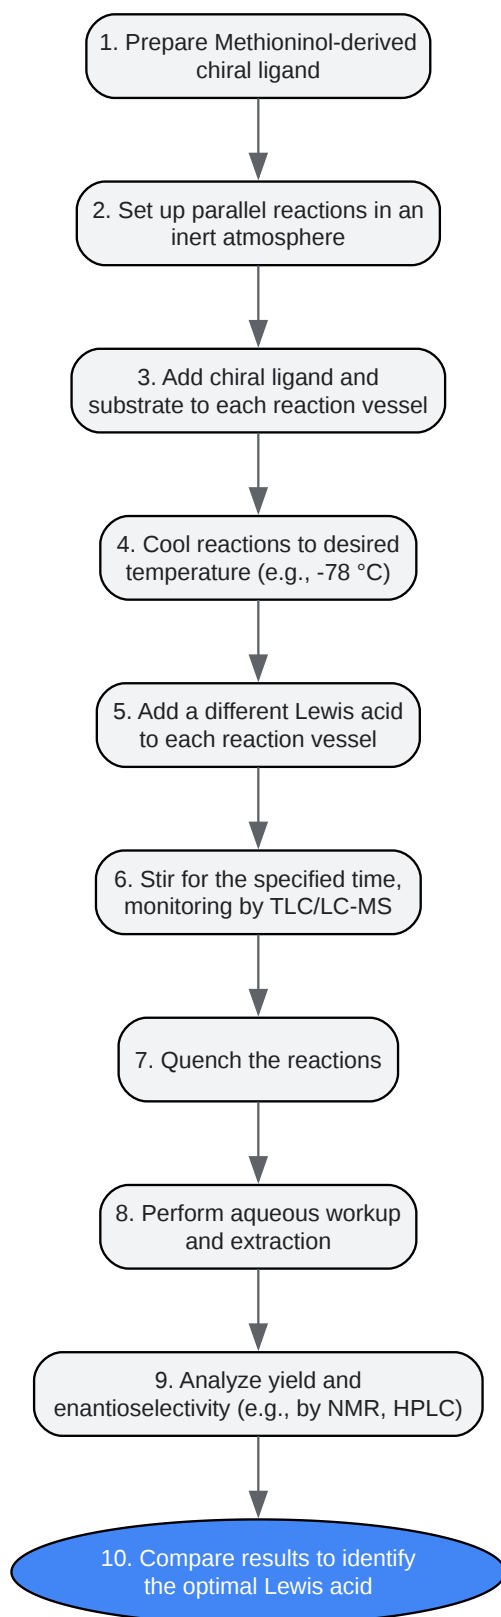 1. Prepare Methioninol-derived
chiral ligand
2. Set up parallel reactions in an
inert atmosphere
3. Add chiral ligand and
substrate to each reaction vessel
4. Cool reactions to desired
temperature (e.g., -78 °C)
5. Add a different Lewis acid
to each reaction vessel
6. Stir for the specified time,
monitoring by TLC/LC-MS
7. Quench the reactions
8. Perform aqueous workup
and extraction
9. Analyze yield and
enantioselectivity (e.g., by NMR, HPLC)
10. Compare results to identify
the optimal Lewis acid